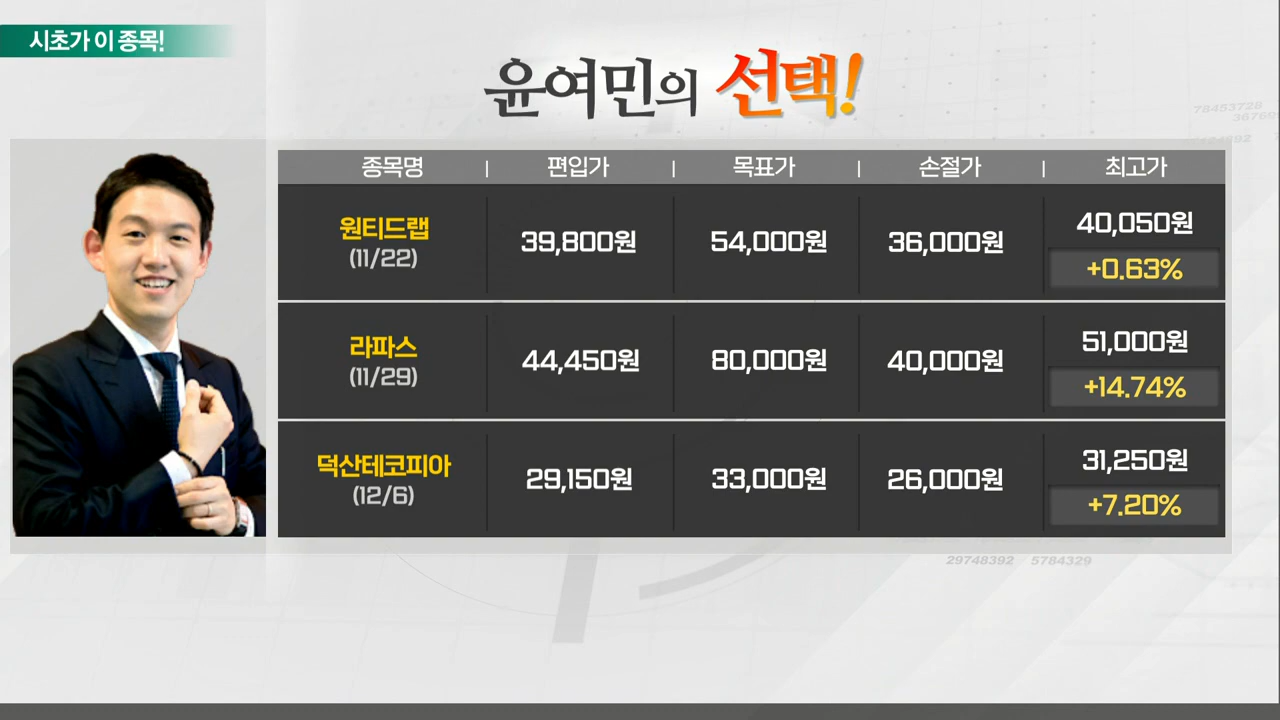 시초가 이 종목!
윤여민의 선택!
종목명 | 편입가 | 목표가 | 손절가 | 최고가
원티드랩 (11/22) 39,800원 54,000원 36,000원 40,050원 +0.63%
라파스 (11/29) 44,450원 80,000원 40,000원 51,000원 +14.74%
덕산테코피아 (12/6) 29,150원 33,000원 26,000원 31,250원 +7.20%
78453728
29748392 5784329